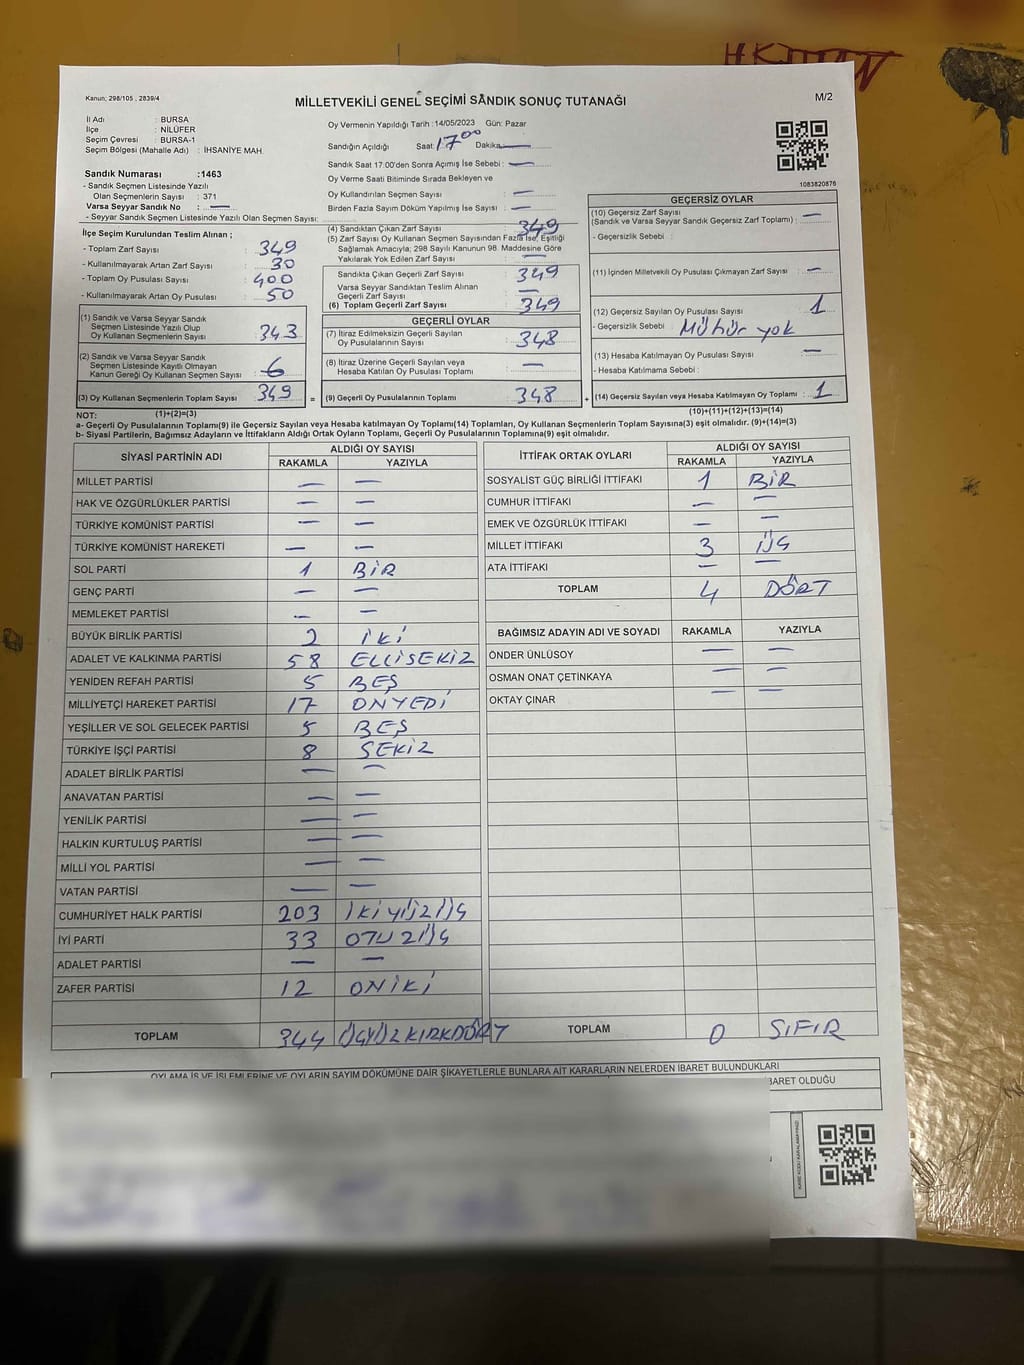 HKTHAN
Kanun; 298/105 , 2839/4
MİLLETVEKİLİ GENEL SEÇİMİ SANDIK SONUÇ TUTANAĞI
M/2
İl Adı : BURSA
İlçe : NİLÜFER
Seçim Çevresi : BURSA-1
Seçim Bölgesi (Mahalle Adı) : İHSANİYE MAH.
Sandık Numarası :1463
- Sandık Seçmen Listesinde Yazılı
Olan Seçmenlerin Sayısı : 371
Varsa Seyyar Sandık No : —
- Seyyar Sandık Seçmen Listesinde Yazılı Olan Seçmen Sayısı:
Oy Vermenin Yapıldığı Tarih :14/05/2023 Gün: Pazar
Sandığın Açıldığı Saat: 17 00 Dakika: —
Sandık Saat 17:00'den Sonra Açımış İse Sebebi : —
Oy Verme Saati Bitiminde Sırada Bekleyen ve
Oy Kullandırılan Seçmen Sayısı : —
Birden Fazla Sayım Döküm Yapılmış İse Sayısı : —
1083820876
İlçe Seçim Kurulundan Teslim Alınan ;
- Toplam Zarf Sayısı : 349
- Kullanılmayarak Artan Zarf Sayısı : 30
- Toplam Oy Pusulası Sayısı : 400
- Kullanılmayarak Artan Oy Pusulası : 50
(1) Sandık ve Varsa Seyyar Sandık
Seçmen Listesinde Yazılı Olup
Oy Kullanan Seçmenlerin Sayısı : 343
(2) Sandık ve Varsa Seyyar Sandık
Seçmen Listesinde Kayıtlı Olmayan
Kanun Gereği Oy Kullanan Seçmen Sayısı : 6
(3) Oy Kullanan Seçmenlerin Toplam Sayısı : 349
(4) Sandıktan Çıkan Zarf Sayısı : 349
(5) Zarf Sayısı Oy Kullanan Seçmen Sayısından Fazla İse, Eşitliği
Sağlamak Amacıyla; 298 Sayılı Kanunun 98. Maddesine Göre
Yakılarak Yok Edilen Zarf Sayısı : —
Sandıkta Çıkan Geçerli Zarf Sayısı : 349
Varsa Seyyar Sandıktan Teslim Alınan
Geçerli Zarf Sayısı : —
(6) Toplam Geçerli Zarf Sayısı : 349
GEÇERLİ OYLAR
(7) İtiraz Edilmeksizin Geçerli Sayılan
Oy Pusulalarının Sayısı : 348
(8) İtiraz Üzerine Geçerli Sayılan veya
Hesaba Katılan Oy Pusulası Toplamı : —
= (9) Geçerli Oy Pusulalarının Toplamı : 348
GEÇERSİZ OYLAR
(10) Geçersiz Zarf Sayısı
(Sandık ve Varsa Seyyar Sandık Geçersiz Zarf Toplamı) : —
- Geçersizlik Sebebi :
(11) İçinden Milletvekili Oy Pusulası Çıkmayan Zarf Sayısı : —
(12) Geçersiz Sayılan Oy Pusulası Sayısı : 1
- Geçersizlik Sebebi : Mühür yok
(13) Hesaba Katılmayan Oy Pusulası Sayısı : —
- Hesaba Katılmama Sebebi :
+ (14) Geçersiz Sayılan veya Hesaba Katılmayan Oy Toplamı : 1
NOT: (1)+(2)=(3) (10)+(11)+(12)+(13)=(14)
a- Geçerli Oy Pusulalarının Toplamı(9) ile Geçersiz Sayılan veya Hesaba Katılmayan Oy Toplamı(14) Toplamları, Oy Kullanan Seçmenlerin Toplam Sayısına(3) eşit olmalıdır. (9)+(14)=(3)
b- Siyasi Partilerin, Bağımsız Adayların ve İttifakların Aldığı Ortak Oyların Toplamı, Geçerli Oy Pusulalarının Toplamına(9) eşit olmalıdır.
SİYASİ PARTİNİN ADI ALDIĞI OY SAYISI
RAKAMLA YAZIYLA
MİLLET PARTİSİ — —
HAK VE ÖZGÜRLÜKLER PARTİSİ — —
TÜRKİYE KOMÜNİST PARTİSİ — —
TÜRKİYE KOMÜNİST HAREKETİ — —
SOL PARTİ 1 BİR
GENÇ PARTİ — —
MEMLEKET PARTİSİ — —
BÜYÜK BİRLİK PARTİSİ 2 İKİ
ADALET VE KALKINMA PARTİSİ 58 ELLİSEKİZ
YENİDEN REFAH PARTİSİ 5 BEŞ
MİLLİYETÇİ HAREKET PARTİSİ 17 ONYEDİ
YEŞİLLER VE SOL GELECEK PARTİSİ 5 BEŞ
TÜRKİYE İŞÇİ PARTİSİ 8 SEKİZ
ADALET BİRLİK PARTİSİ — —
ANAVATAN PARTİSİ — —
YENİLİK PARTİSİ — —
HALKIN KURTULUŞ PARTİSİ — —
MİLLİ YOL PARTİSİ — —
VATAN PARTİSİ — —
CUMHURİYET HALK PARTİSİ 203 İKİYÜZÜÇ
İYİ PARTİ 33 OTUZÜÇ
ADALET PARTİSİ — —
ZAFER PARTİSİ 12 ONİKİ
TOPLAM 344 ÜÇYÜZKIRKDÖRT
İTTİFAK ORTAK OYLARI ALDIĞI OY SAYISI
RAKAMLA YAZIYLA
SOSYALİST GÜÇ BİRLİĞİ İTTİFAKI 1 BİR
CUMHUR İTTİFAKI — —
EMEK VE ÖZGÜRLÜK İTTİFAKI — —
MİLLET İTTİFAKI 3 ÜÇ
ATA İTTİFAKI — —
TOPLAM 4 DÖRT
BAĞIMSIZ ADAYIN ADI VE SOYADI RAKAMLA YAZIYLA
ÖNDER ÜNLÜSOY — —
OSMAN ONAT ÇETİNKAYA — —
OKTAY ÇINAR — —
TOPLAM 0 SIFIR
OYLAMA İŞ VE İŞLEMLERİNE VE OYLARIN SAYIM DÖKÜMÜNE DAİR ŞİKAYETLERLE BUNLARA AİT KARARLARIN NELERDEN İBARET BULUNDUKLARI
BARET OLDUĞU